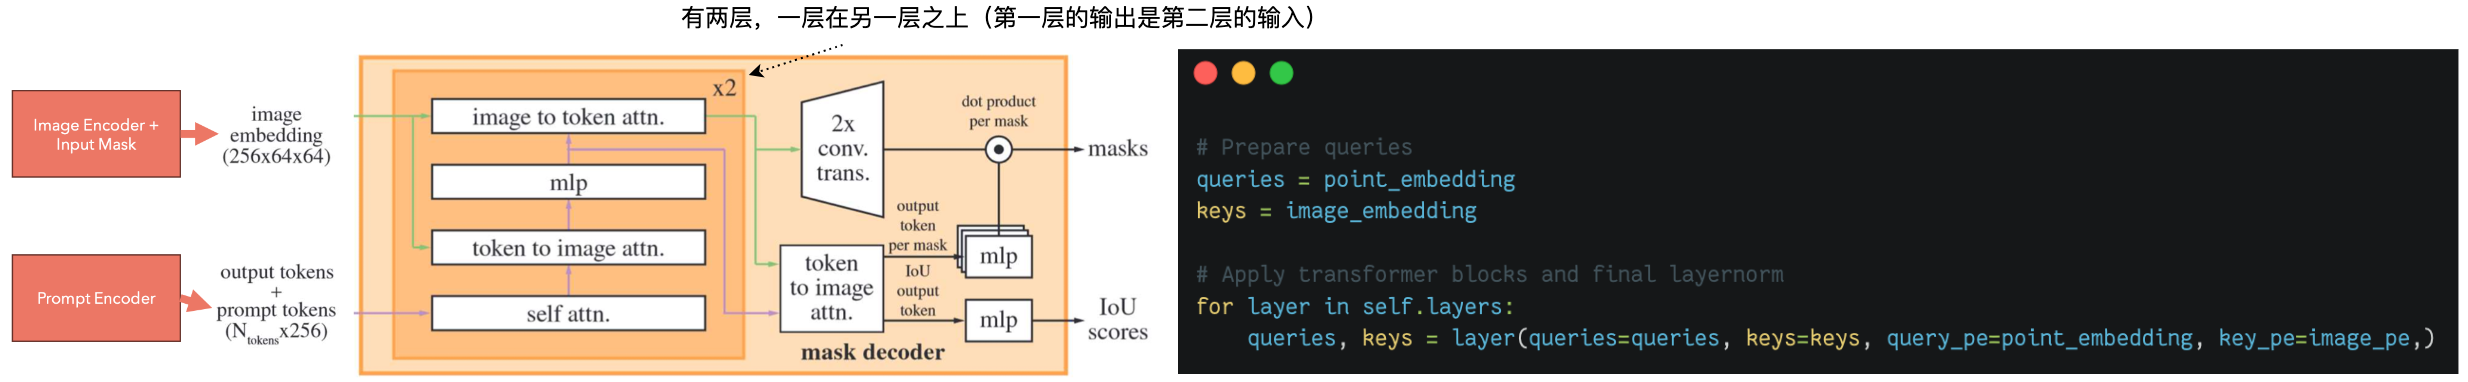 有两层，一层在另一层之上（第一层的输出是第二层的输入）
Image Encoder +
Input Mask
image
embedding
(256x64x64)
Prompt Encoder
output tokens
+
prompt tokens
(Ntokensx256)
x2
image to token attn.
mlp
token to image attn.
self attn.
2x
conv.
trans.
dot product
per mask
masks
output
token
per mask
mlp
token
to image
attn.
IoU
output
token
mlp
IoU
scores
mask decoder
# Prepare queries
queries = point_embedding
keys = image_embedding
# Apply transformer blocks and final layernorm
for layer in self.layers:
queries, keys = layer(queries=queries, keys=keys, query_pe=point_embedding, key_pe=image_pe,)